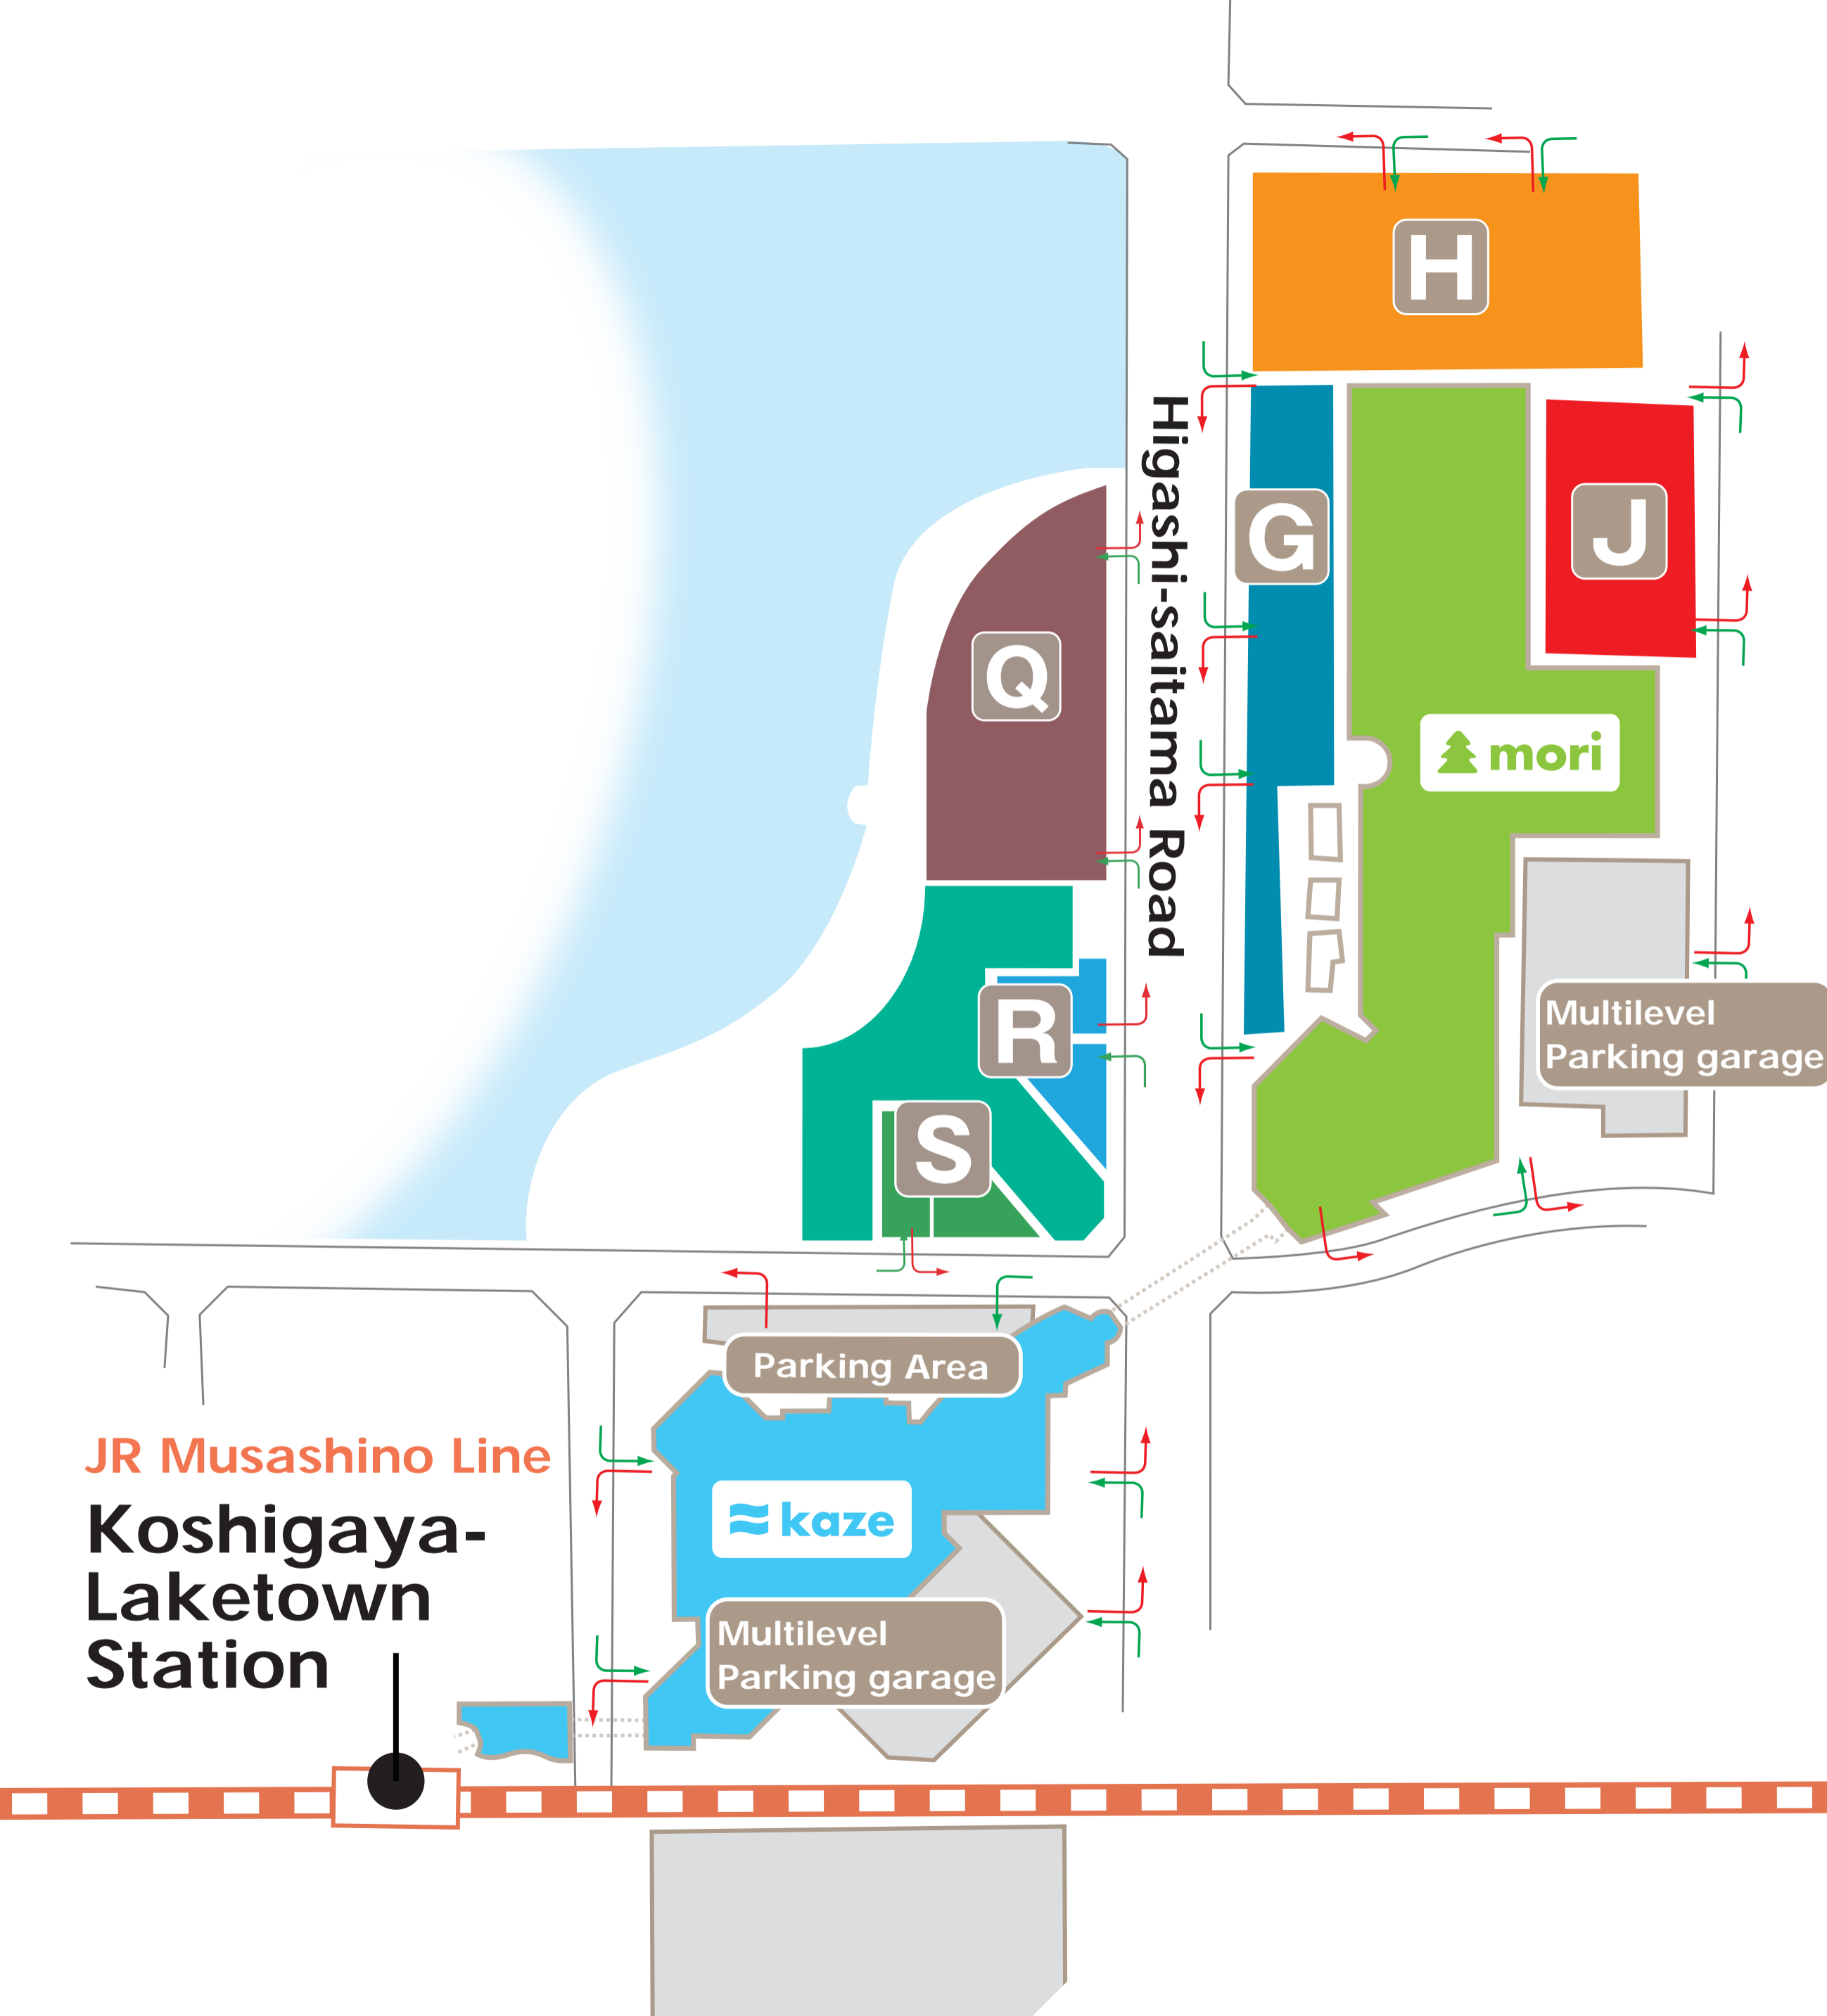 H
Higashi-saitama Road
G
J
Q
mori
R
Multilevel
Parking garage
S
Parking Area
JR Musashino Line
Koshigaya-
Laketown
Station
kaze
Multilevel
Parking garage